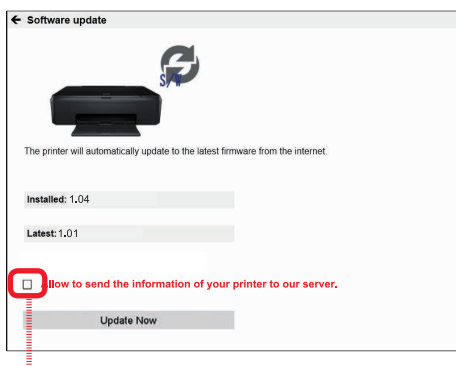 ← Software update
S/W
The printer will automatically update to the latest firmware from the internet.
Installed: 1.04
Latest: 1.01
Allow to send the information of your printer to our server.
Update Now